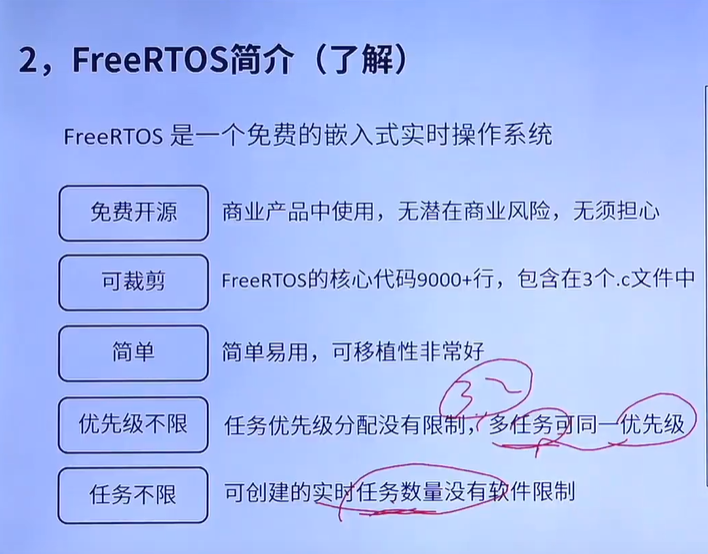 2，FreeRTOS简介（了解）
FreeRTOS 是一个免费的嵌入式实时操作系统
免费开源 商业产品中使用，无潜在商业风险，无须担心
可裁剪 FreeRTOS的核心代码9000+行，包含在3个.c文件中
简单 简单易用，可移植性非常好
优先级不限 任务优先级分配没有限制，多任务可同一优先级
任务不限 可创建的实时任务数量没有软件限制